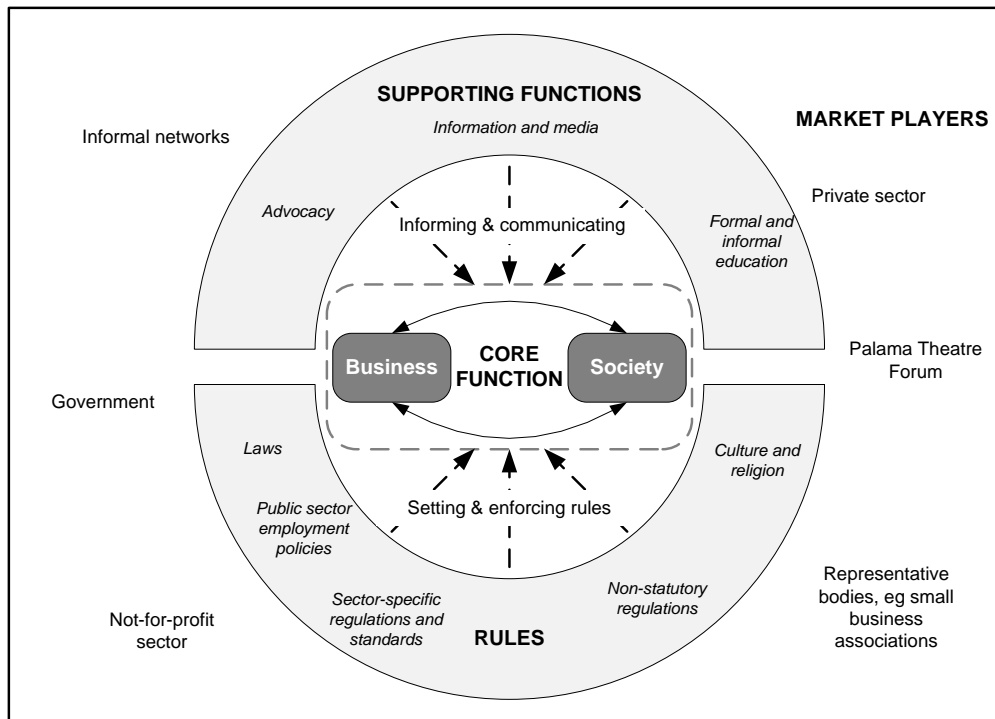 SUPPORTING FUNCTIONS
Information and media
MARKET PLAYERS
Informal networks
Private sector
Advocacy
Informing & communicating
Formal and
informal
education
Business
CORE
FUNCTION
Society
Palama Theatre
Forum
Government
Laws
Culture and
religion
Public sector
employment
policies
Setting & enforcing rules
Sector-specific
regulations and
standards
Non-statutory
regulations
RULES
Not-for-profit
sector
Representative
bodies, eg small
business
associations